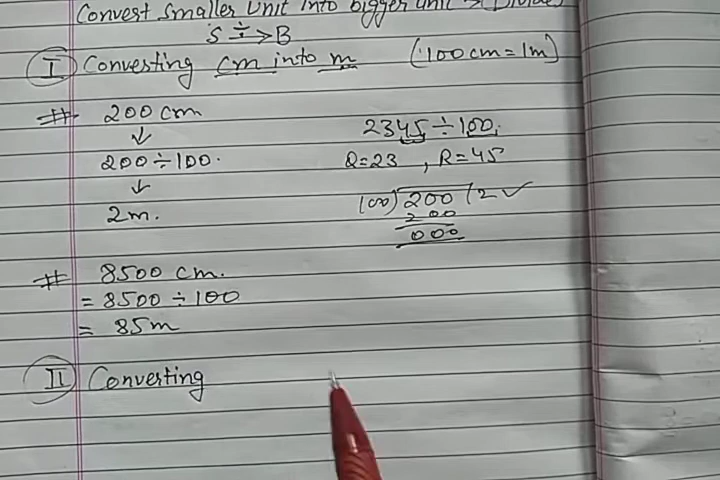 Convert Smaller Unit into bigger unit → Divide
S ÷> B
I Converting cm into m (100 cm = 1m)
# 200 cm
↓
200 ÷ 100.
↓
2m.
2345 ÷ 100.
Q=23 , R=45
100) 200 (2 ✓
200
000
# 8500 cm.
= 8500 ÷ 100
= 85m
II Converting